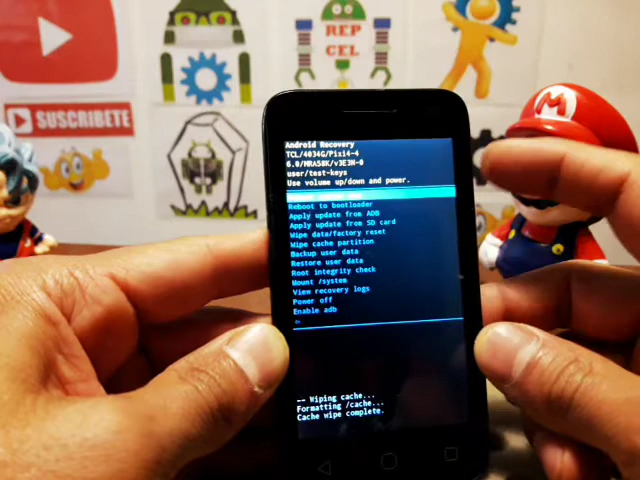 REP
CEL
SUSCRIBETE
M
Android Recovery
TCL/4034G/Pixi4-4
6.0/MRA58K/v3E3M-0
user/test-keys
Use volume up/down and power.
Reboot to bootloader
Apply update from ADB
Apply update from SD card
Wipe data/factory reset
Wipe cache partition
Backup user data
Restore user data
Root integrity check
Mount /system
View recovery logs
Power off
Enable adb
-- Wiping cache...
Formatting /cache...
Cache wipe complete.